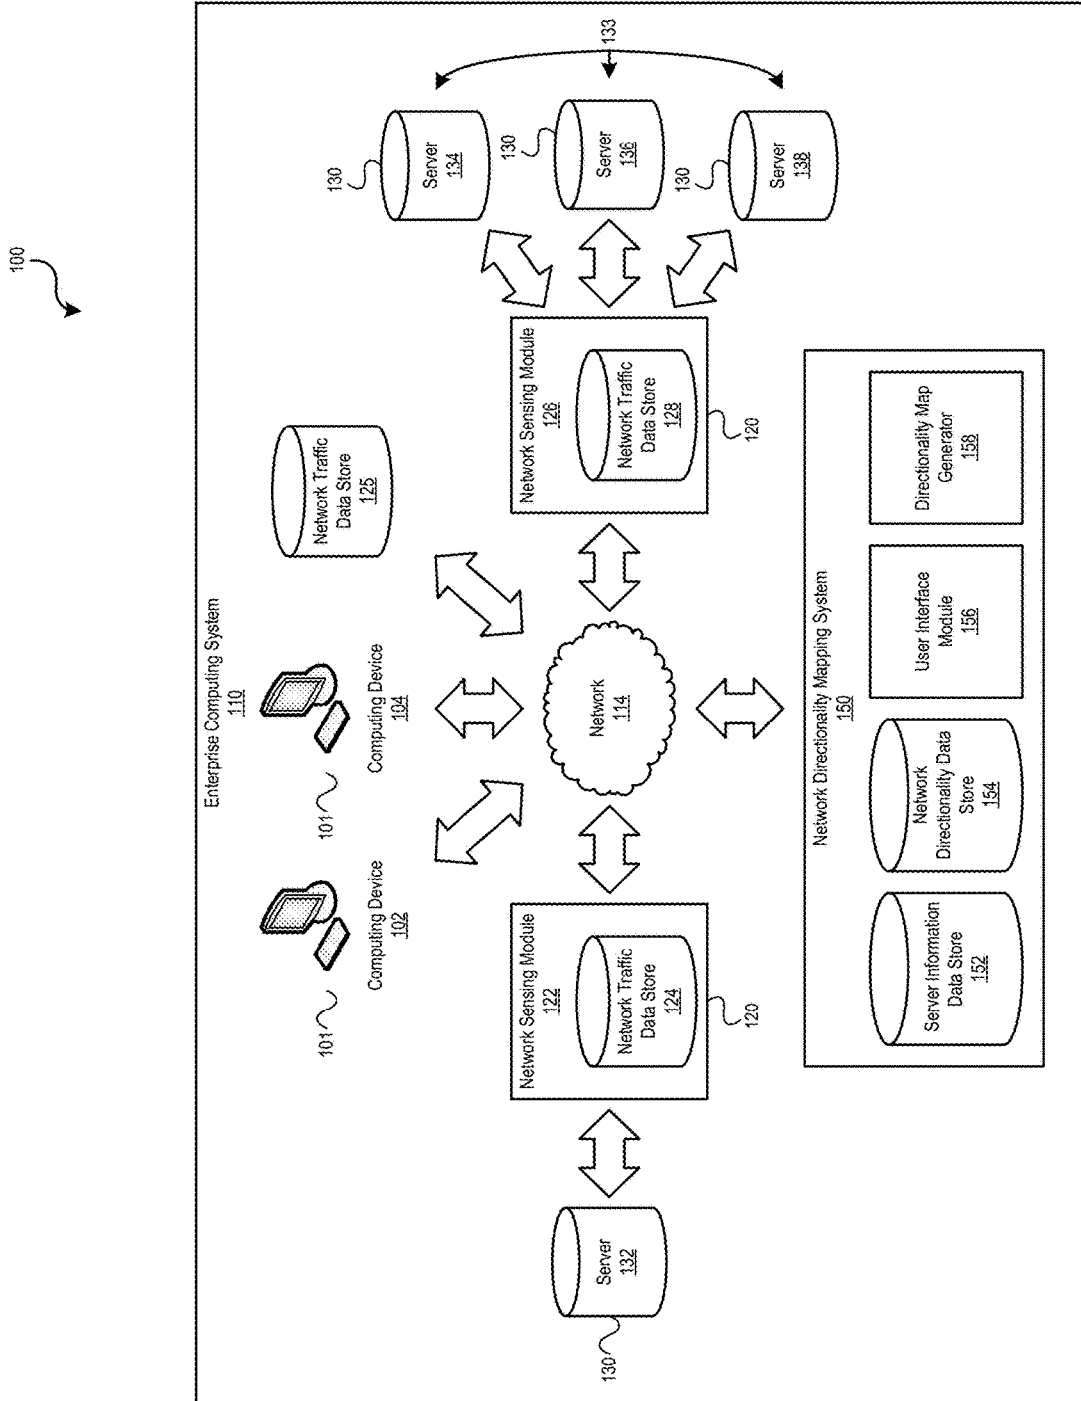 100
Enterprise Computing System
110
101
Computing Device
102
101
Computing Device
104
Network Traffic
Data Store
125
130
Server
132
Network Sensing Module
122
Network Traffic
Data Store
124
120
Network
114
Network Sensing Module
126
Network Traffic
Data Store
128
120
130
Server
134
130
Server
136
130
Server
138
133
Network Directionality Mapping System
150
Server Information
Data Store
152
Network
Directionality Data
Store
154
User Interface
Module
156
Directionality Map
Generator
158